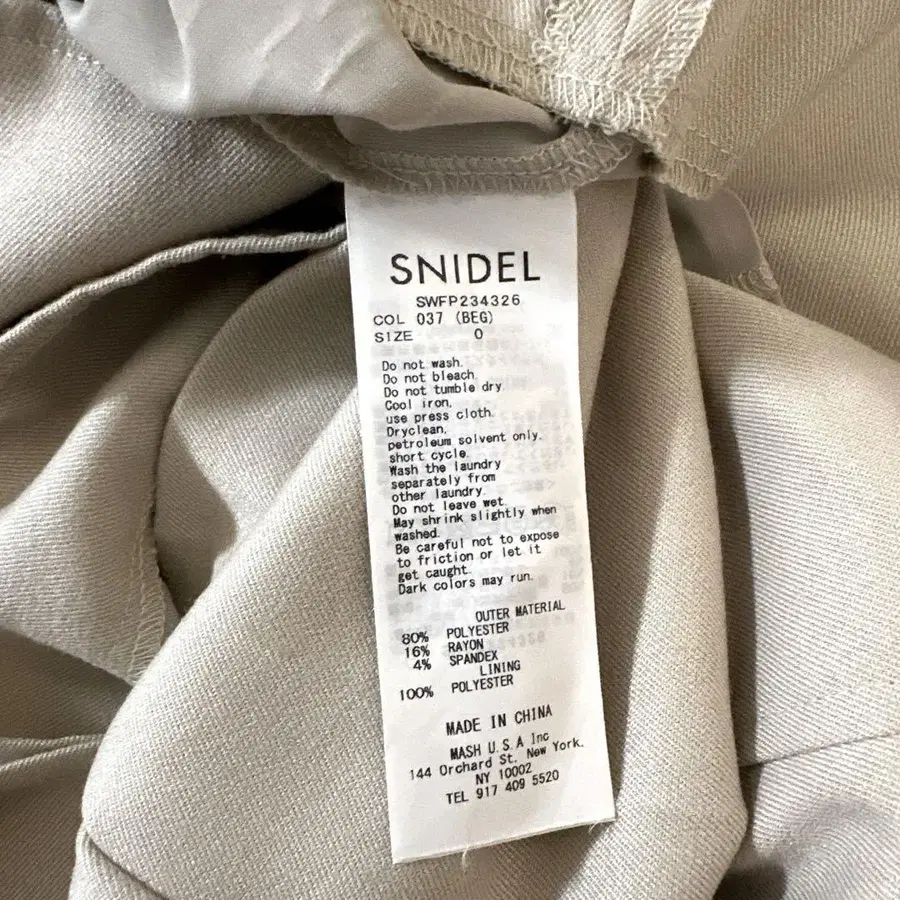 SNIDEL
SWFP234326
COL 037 (BEG)
SIZE 0
Do not wash.
Do not bleach.
Do not tumble dry.
Cool iron,
use press cloth.
Dryclean,
petroleum solvent only,
short cycle.
Wash the laundry
separately from
other laundry.
Do not leave wet.
May shrink slightly when
washed.
Be careful not to expose
to friction or let it
get caught.
Dark colors may run.
OUTER MATERIAL
80% POLYESTER
16% RAYON
4% SPANDEX
LINING
100% POLYESTER
MADE IN CHINA
MASH U.S.A Inc
144 Orchard St. New York.
NY 10002
TEL 917 409 5520